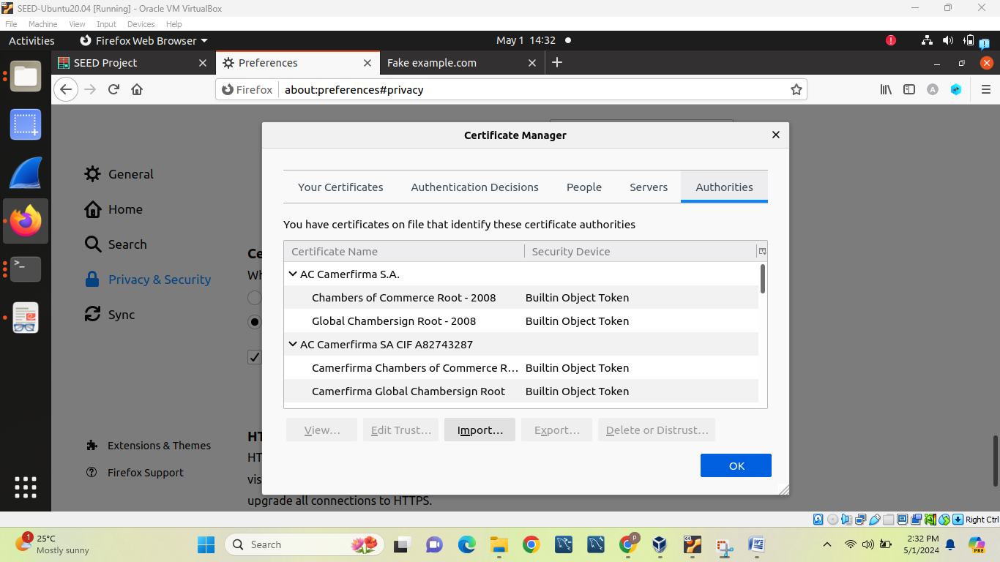 SEED-Ubuntu20.04 [Running] - Oracle VM VirtualBox
File Machine View Input Devices Help
Activities Firefox Web Browser May 1 14:32
SEED Project Preferences Fake example.com
Firefox about:preferences#privacy
Certificate Manager
General
Home
Search
Privacy & Security
Sync
Extensions & Themes
Firefox Support
Your Certificates Authentication Decisions People Servers Authorities
You have certificates on file that identify these certificate authorities
Certificate Name Security Device
AC Camerfirma S.A.
Chambers of Commerce Root - 2008 Builtin Object Token
Global Chambersign Root - 2008 Builtin Object Token
AC Camerfirma SA CIF A82743287
Camerfirma Chambers of Commerce R... Builtin Object Token
Camerfirma Global Chambersign Root Builtin Object Token
View... Edit Trust... Import... Export... Delete or Distrust...
OK
Ce
Wh
HT
HT
vis
upgrade all connections to HTTPS.
Right Ctrl
1
25°C
Mostly sunny
Search
P
PRE
2:32 PM
5/1/2024